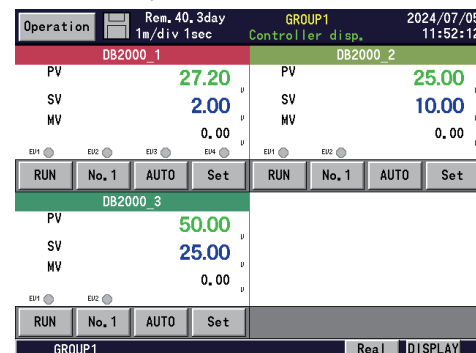 Operation
Rem. 40.3day
1m/div 1sec
GROUP1
Controller disp.
2024/07/05
11:52:12
DB2000_1
PV 27.20
V
SV 2.00
V
MV 0.00
EV1 EV2 EV3 EV4
RUN No.1 AUTO Set
DB2000_2
PV 25.00
V
SV 10.00
V
MV 0.00
EV1 EV2
RUN No.1 AUTO Set
DB2000_3
PV 50.00
V
SV 25.00
V
MV 0.00
EV1 EV2
RUN No.1 AUTO Set
GROUP1
Real DISPLAY